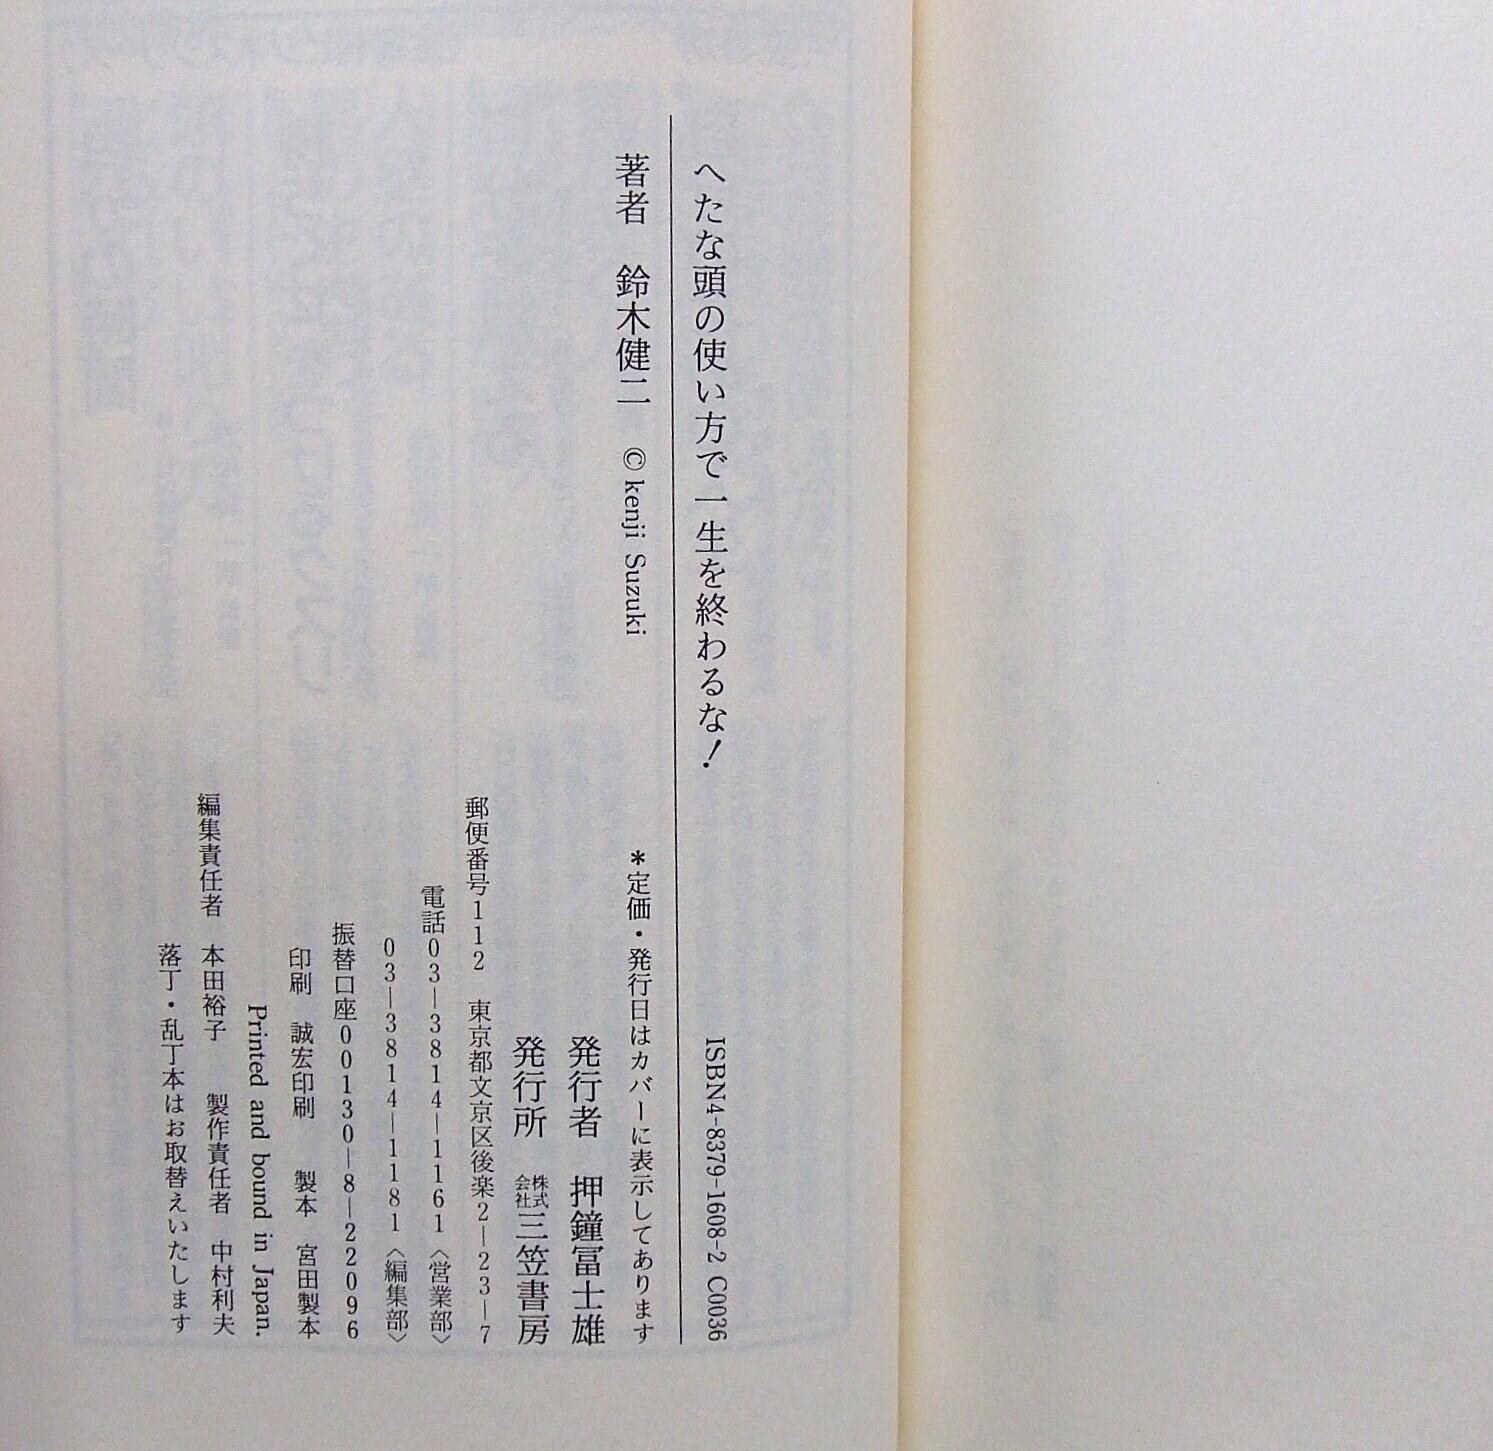 へたな頭の使い方で一生を終わるな！
ISBN4-8379-1608-2 C0036
著者 鈴木健二 ©kenji Suzuki
＊定価・発行日はカバーに表示してあります
発行者 押鐘冨士雄
発行所 株式会社三笠書房
郵便番号112 東京都文京区後楽2―23―7
電話03―3814―1161〈営業部〉
03―3814―1181〈編集部〉
振替口座00130―8―22096
印刷 誠宏印刷 製本 宮田製本
Printed and bound in Japan.
編集責任者 本田裕子 製作責任者 中村利夫
落丁・乱丁本はお取替えいたします